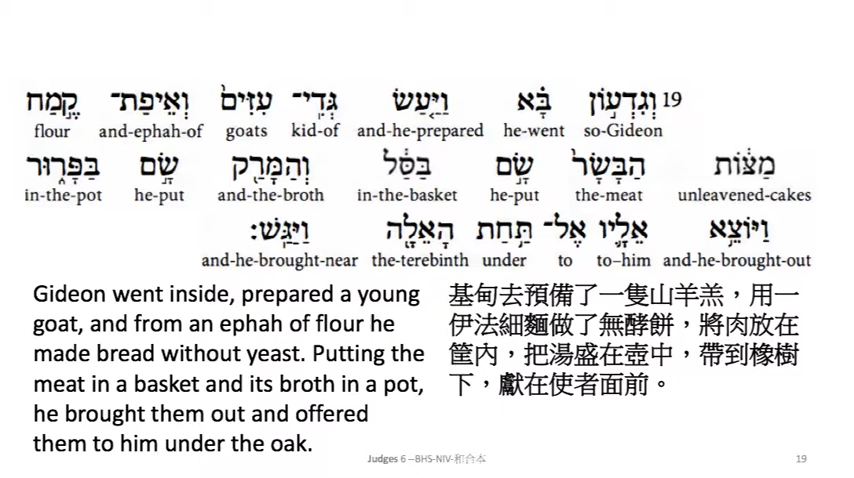 19 וְגִדְע֣וֹן בָּ֗א וַיַּ֤עַשׂ גְּדִֽי־ עִזִּים֙ וְאֵיפַת־ קֶ֣מַח
so-Gideon he-went and-he-prepared kid-of goats and-ephah-of flour
מַצּ֔וֹת הַבָּשָׂר֙ שָׂ֣ם בַּסַּ֔ל וְהַמָּרַ֖ק שָׂ֣ם בַּפָּר֑וּר
unleavened-cakes the-meat he-put in-the-basket and-the-broth he-put in-the-pot
וַיּוֹצֵ֥א אֵלָ֛יו אֶל־ תַּ֥חַת הָאֵלָ֖ה וַיַּגַּֽשׁ׃
and-he-brought-out to–him to under the-terebinth and-he-brought-near
Gideon went inside, prepared a young
goat, and from an ephah of flour he
made bread without yeast. Putting the
meat in a basket and its broth in a pot,
he brought them out and offered
them to him under the oak.
基甸去預備了一隻山羊羔，用一
伊法細麵做了無酵餅，將肉放在
筐內，把湯盛在壺中，帶到橡樹
下，獻在使者面前。
Judges 6 --BHS-NIV-和合本
19